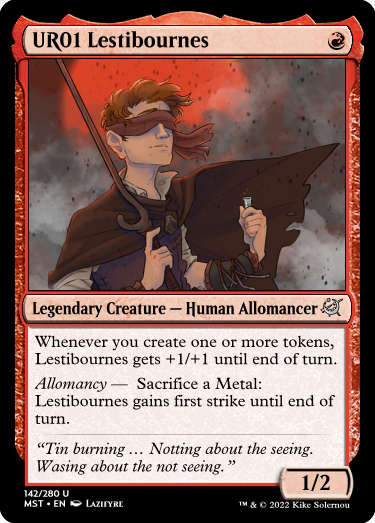 UR01 Lestibournes
Legendary Creature — Human Allomancer
Whenever you create one or more tokens,
Lestibournes gets +1/+1 until end of turn.
Allomancy — Sacrifice a Metal:
Lestibournes gains first strike until end of
turn.
“Tin burning … Notting about the seeing.
Wasing about the not seeing.”
1/2
142/280 U
MST • EN Lazifyre
™ & © 2022 Kike Solernou